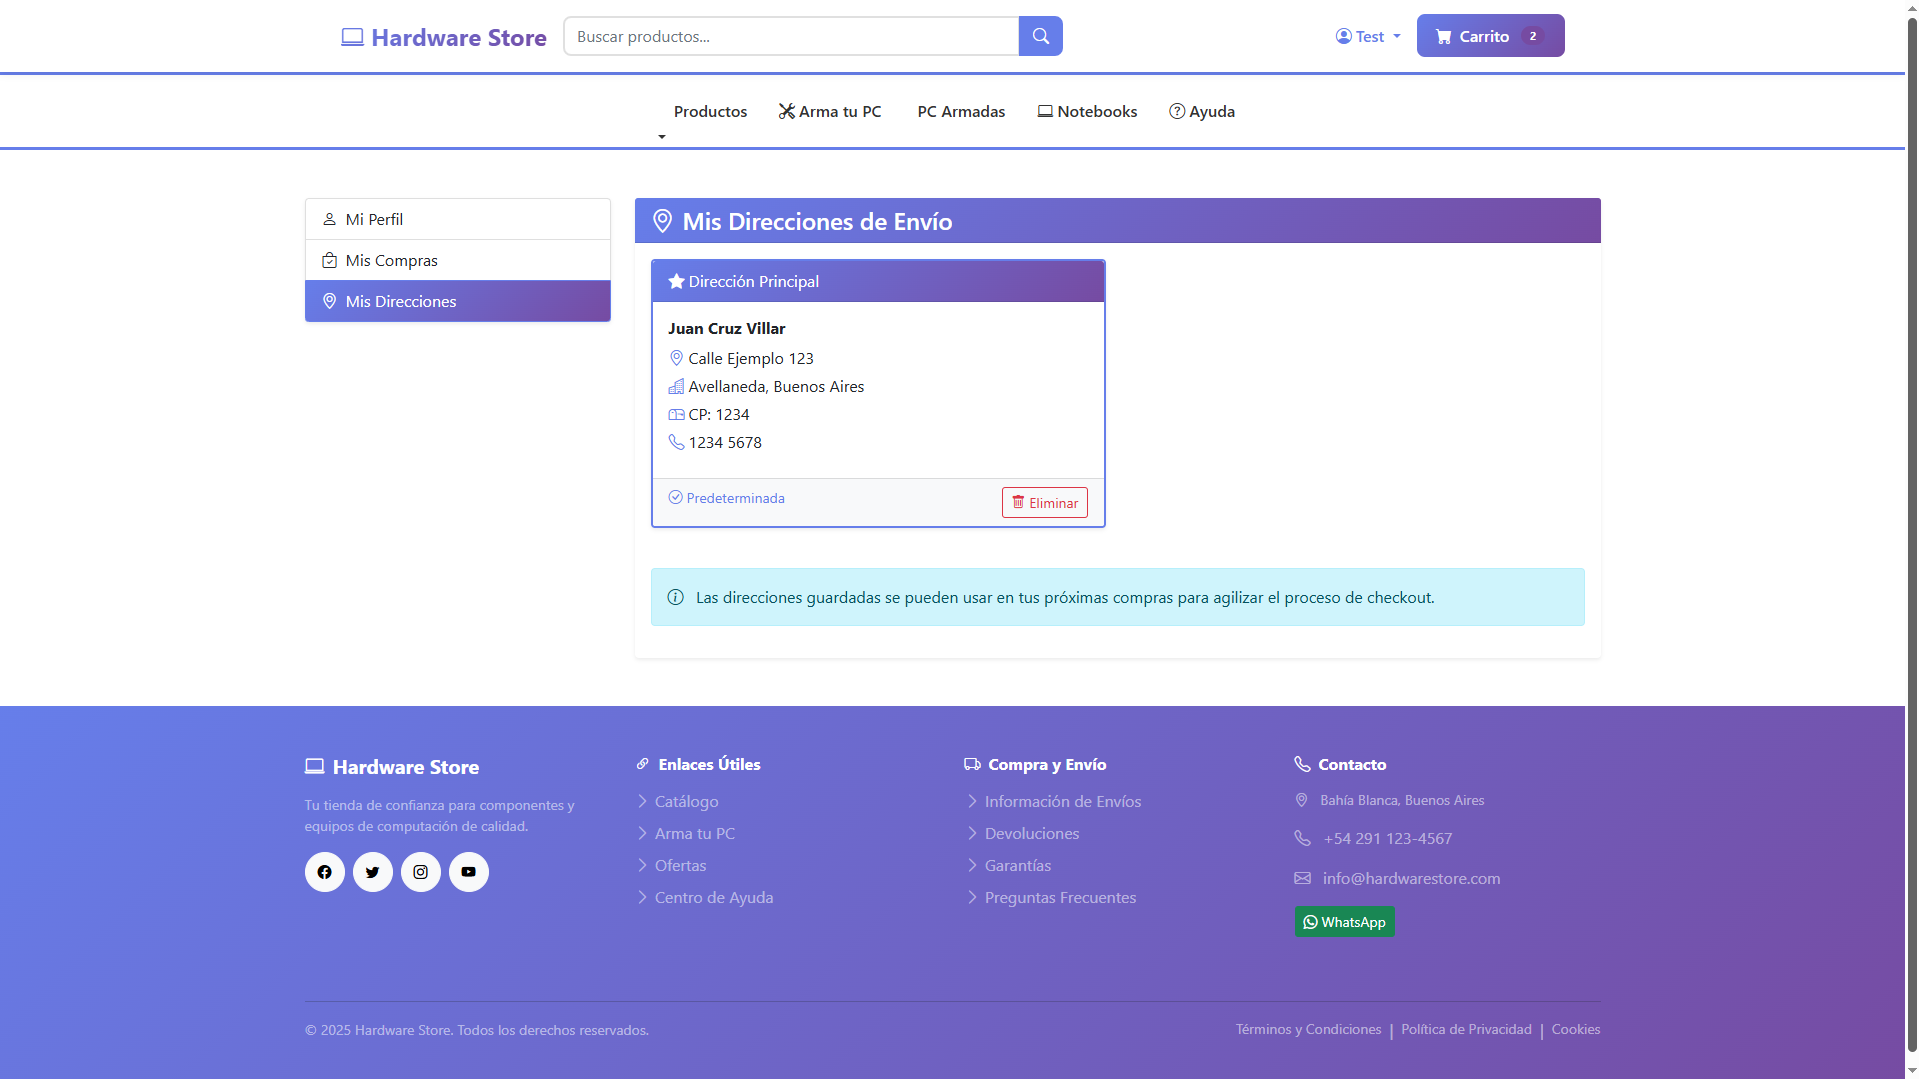 Hardware Store
Buscar productos...
Test
Carrito 2
Productos
Arma tu PC
PC Armadas
Notebooks
Ayuda
Mi Perfil
Mis Compras
Mis Direcciones
Mis Direcciones de Envío
Dirección Principal
Juan Cruz Villar
Calle Ejemplo 123
Avellaneda, Buenos Aires
CP: 1234
1234 5678
Predeterminada
Eliminar
Las direcciones guardadas se pueden usar en tus próximas compras para agilizar el proceso de checkout.
Hardware Store
Tu tienda de confianza para componentes y
equipos de computación de calidad.
Enlaces Útiles
Catálogo
Arma tu PC
Ofertas
Centro de Ayuda
Compra y Envío
Información de Envíos
Devoluciones
Garantías
Preguntas Frecuentes
Contacto
Bahía Blanca, Buenos Aires
+54 291 123-4567
info@hardwarestore.com
WhatsApp
© 2025 Hardware Store. Todos los derechos reservados.
Términos y Condiciones | Política de Privacidad | Cookies